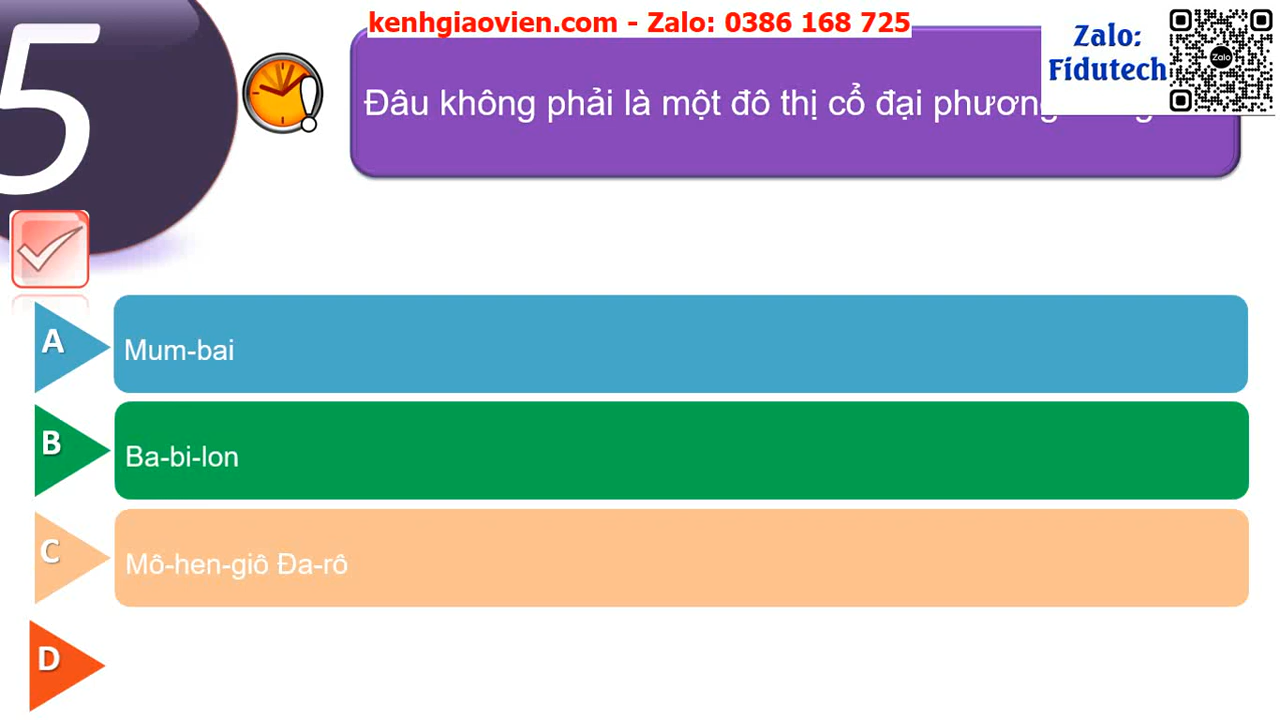 kenhgiaovien.com - Zalo: 0386 168 725
Zalo:
Fidutech
Zalo
5
Đâu không phải là một đô thị cổ đại phương
A
Mum-bai
B
Ba-bi-lon
C
Mô-hen-giô Đa-rô
D